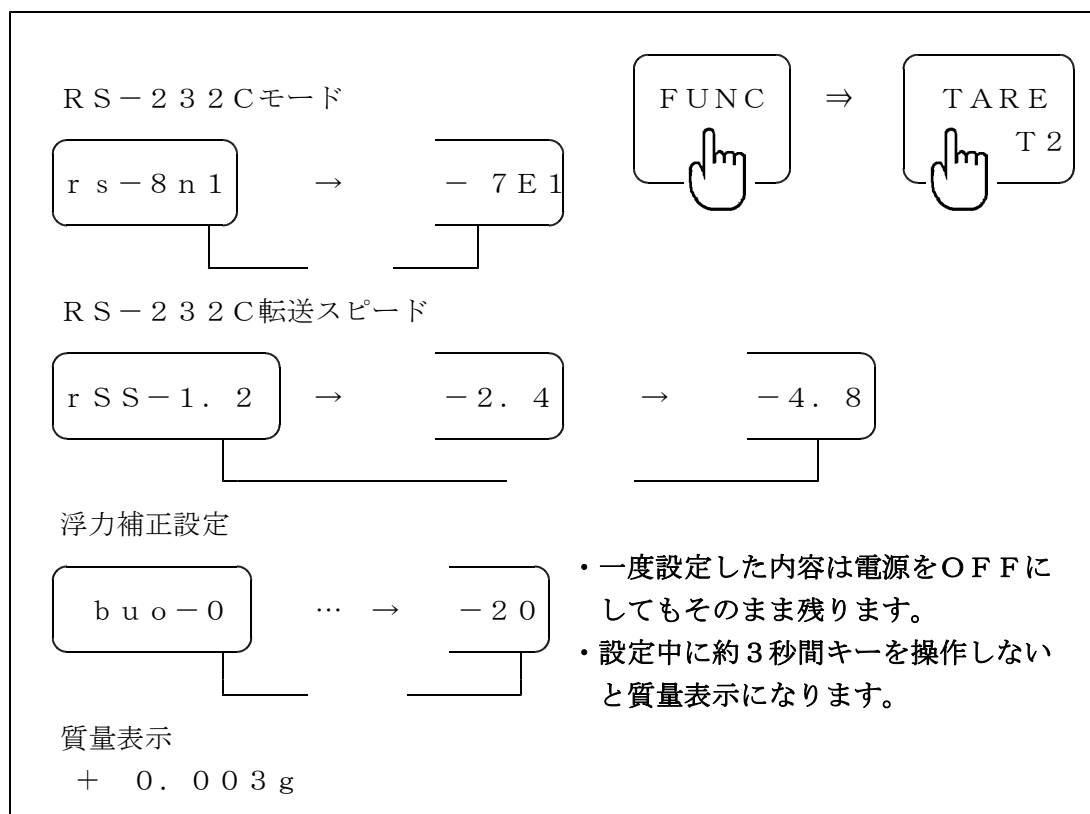 RS－232Cモード
FUNC ⇒ TARE
T2
rs－8n1 → － 7E1
RS－232C転送スピード
rSS－1．2 → －2．4 → －4．8
浮力補正設定
buo－0 … → －20
・一度設定した内容は電源をOFFに
してもそのまま残ります。
・設定中に約3秒間キーを操作しない
と質量表示になります。
質量表示
＋ 0．003g